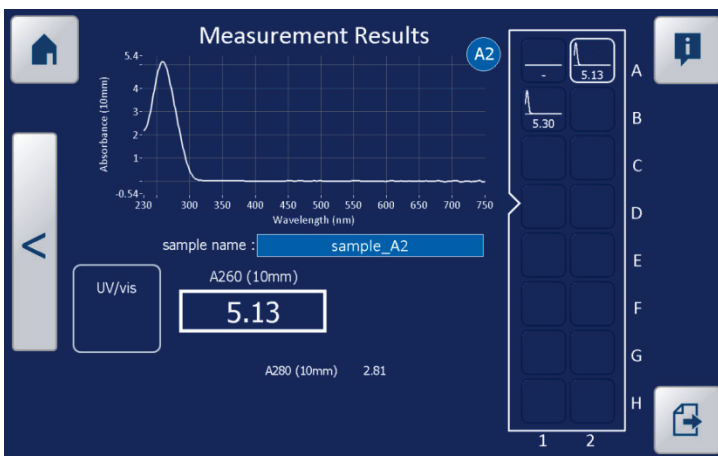 Measurement Results
A2
5.4
4
3
2
1
-0.54
Absorbance (10mm)
230 300 350 400 450 500 550 600 650 700 750
Wavelength (nm)
sample name : sample_A2
UV/vis
A260 (10mm)
5.13
A280 (10mm) 2.81
<
- 5.13 A
5.30 B
C
D
E
F
G
H
1 2
i